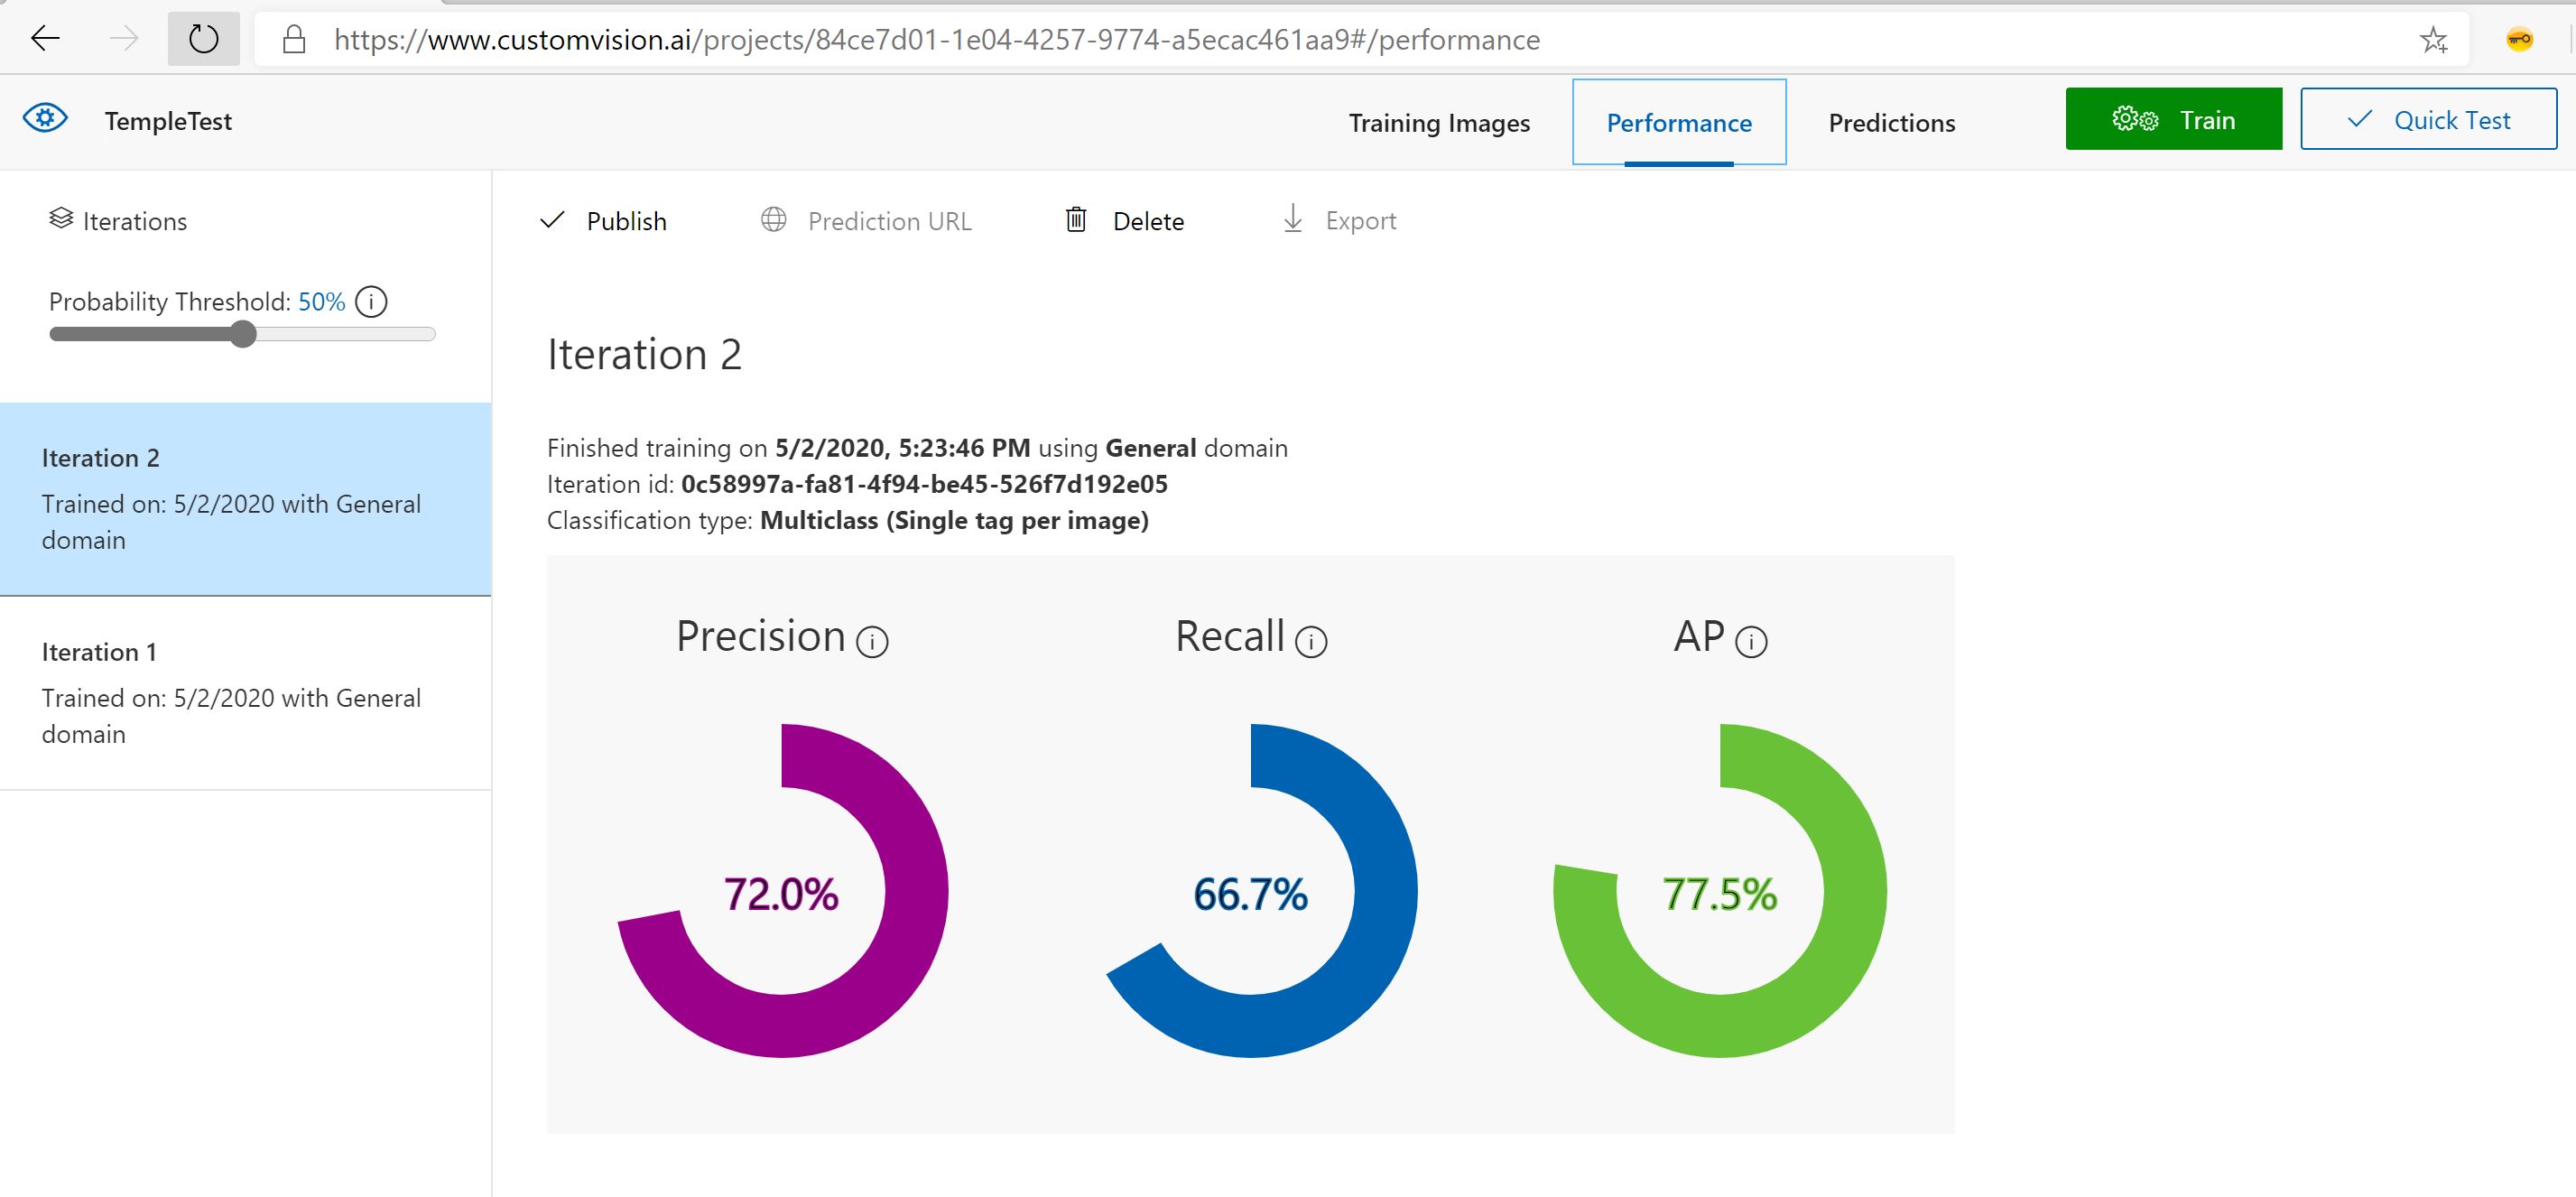 https://www.customvision.ai/projects/84ce7d01-1e04-4257-9774-a5ecac461aa9#/performance
TempleTest
Training Images
Performance
Predictions
Train
Quick Test
Iterations
Probability Threshold: 50%
Iteration 2
Trained on: 5/2/2020 with General
domain
Iteration 1
Trained on: 5/2/2020 with General
domain
Publish
Prediction URL
Delete
Export
Iteration 2
Finished training on 5/2/2020, 5:23:46 PM using General domain
Iteration id: 0c58997a-fa81-4f94-be45-526f7d192e05
Classification type: Multiclass (Single tag per image)
Precision
Recall
AP
72.0%
66.7%
77.5%